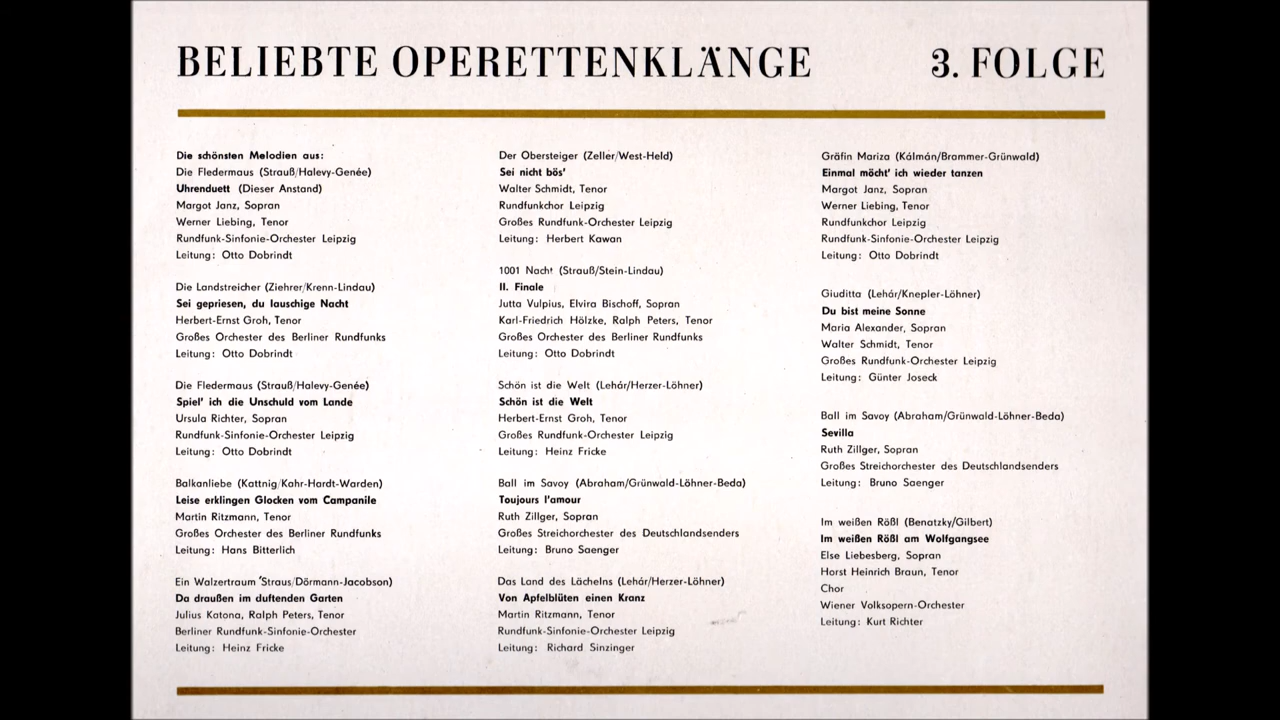 BELIEBTE OPERETTENKLÄNGE 3. FOLGE
Die schönsten Melodien aus:
Die Fledermaus (Strauß/Halevy-Genée)
Uhrenduett (Dieser Anstand)
Margot Janz, Sopran
Werner Liebing, Tenor
Rundfunk-Sinfonie-Orchester Leipzig
Leitung: Otto Dobrindt
Die Landstreicher (Ziehrer/Krenn-Lindau)
Sei gepriesen, du lauschige Nacht
Herbert-Ernst Groh, Tenor
Großes Orchester des Berliner Rundfunks
Leitung: Otto Dobrindt
Die Fledermaus (Strauß/Halevy-Genée)
Spiel' ich die Unschuld vom Lande
Ursula Richter, Sopran
Rundfunk-Sinfonie-Orchester Leipzig
Leitung: Otto Dobrindt
Balkanliebe (Kattnig/Kahr-Hardt-Warden)
Leise erklingen Glocken vom Campanile
Martin Ritzmann, Tenor
Großes Orchester des Berliner Rundfunks
Leitung: Hans Bitterlich
Ein Walzertraum (Straus/Dörmann-Jacobson)
Da draußen im duftenden Garten
Julius Katona, Ralph Peters, Tenor
Berliner Rundfunk-Sinfonie-Orchester
Leitung: Heinz Fricke
Der Obersteiger (Zeller/West-Held)
Sei nicht bös'
Walter Schmidt, Tenor
Rundfunkchor Leipzig
Großes Rundfunk-Orchester Leipzig
Leitung: Herbert Kawan
1001 Nacht (Strauß/Stein-Lindau)
II. Finale
Jutta Vulpius, Elvira Bischoff, Sopran
Karl-Friedrich Hölzke, Ralph Peters, Tenor
Großes Orchester des Berliner Rundfunks
Leitung: Otto Dobrindt
Schön ist die Welt (Lehár/Herzer-Löhner)
Schön ist die Welt
Herbert-Ernst Groh, Tenor
Großes Rundfunk-Orchester Leipzig
Leitung: Heinz Fricke
Ball im Savoy (Abraham/Grünwald-Löhner-Beda)
Toujours l'amour
Ruth Zillger, Sopran
Großes Streichorchester des Deutschlandsenders
Leitung: Bruno Saenger
Das Land des Lächelns (Lehár/Herzer-Löhner)
Von Apfelblüten einen Kranz
Martin Ritzmann, Tenor
Rundfunk-Sinfonie-Orchester Leipzig
Leitung: Richard Sinzinger
Gräfin Mariza (Kálmán/Brammer-Grünwald)
Einmal möcht' ich wieder tanzen
Margot Janz, Sopran
Werner Liebing, Tenor
Rundfunkchor Leipzig
Rundfunk-Sinfonie-Orchester Leipzig
Leitung: Otto Dobrindt
Giuditta (Lehár/Knepler-Löhner)
Du bist meine Sonne
Maria Alexander, Sopran
Walter Schmidt, Tenor
Großes Rundfunk-Orchester Leipzig
Leitung: Günter Joseck
Ball im Savoy (Abraham/Grünwald-Löhner-Beda)
Sevilla
Ruth Zillger, Sopran
Großes Streichorchester des Deutschlandsenders
Leitung: Bruno Saenger
Im weißen Rößl (Benatzky/Gilbert)
Im weißen Rößl am Wolfgangsee
Else Liebesberg, Sopran
Horst Heinrich Braun, Tenor
Chor
Wiener Volksopern-Orchester
Leitung: Kurt Richter